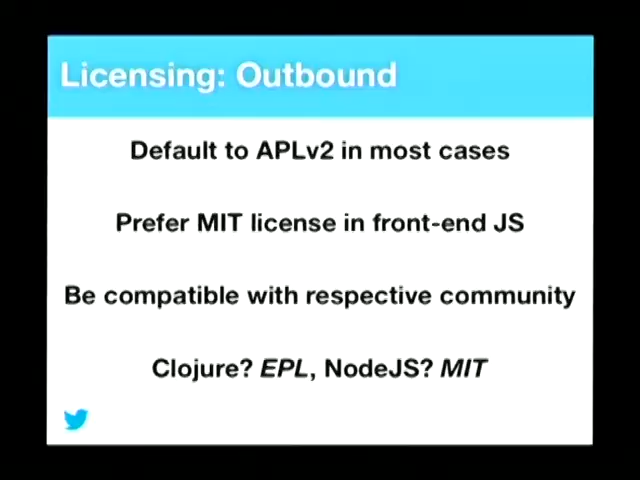 Licensing: Outbound
Default to APLv2 in most cases
Prefer MIT license in front-end JS
Be compatible with respective community
Clojure? EPL, NodeJS? MIT